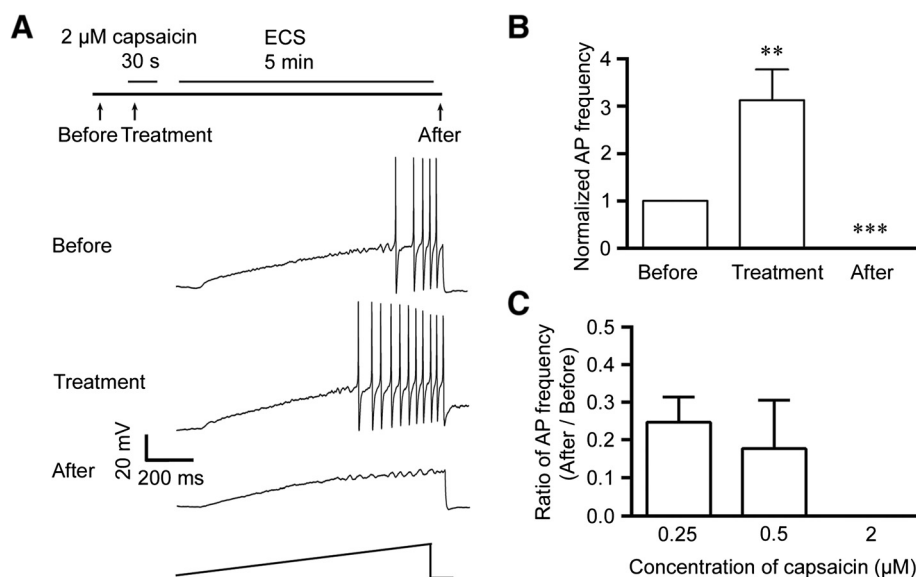 A
2 µM capsaicin
30 s
ECS
5 min
Before
Treatment
After
Before
Treatment
After
20 mV
200 ms
B
Normalized AP frequency
4
3
2
1
0
**
***
Before
Treatment
After
C
Ratio of AP frequency
(After / Before)
0.5
0.4
0.3
0.2
0.1
0.0
0.25
0.5
2
Concentration of capsaicin (µM)